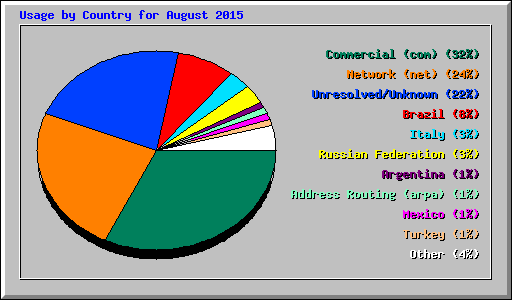 Usage by Country for August 2015
Commercial (com) (32%)
Network (net) (24%)
Unresolved/Unknown (22%)
Brazil (8%)
Italy (3%)
Russian Federation (3%)
Argentina (1%)
Address Routing (arpa) (1%)
Mexico (1%)
Turkey (1%)
Other (4%)